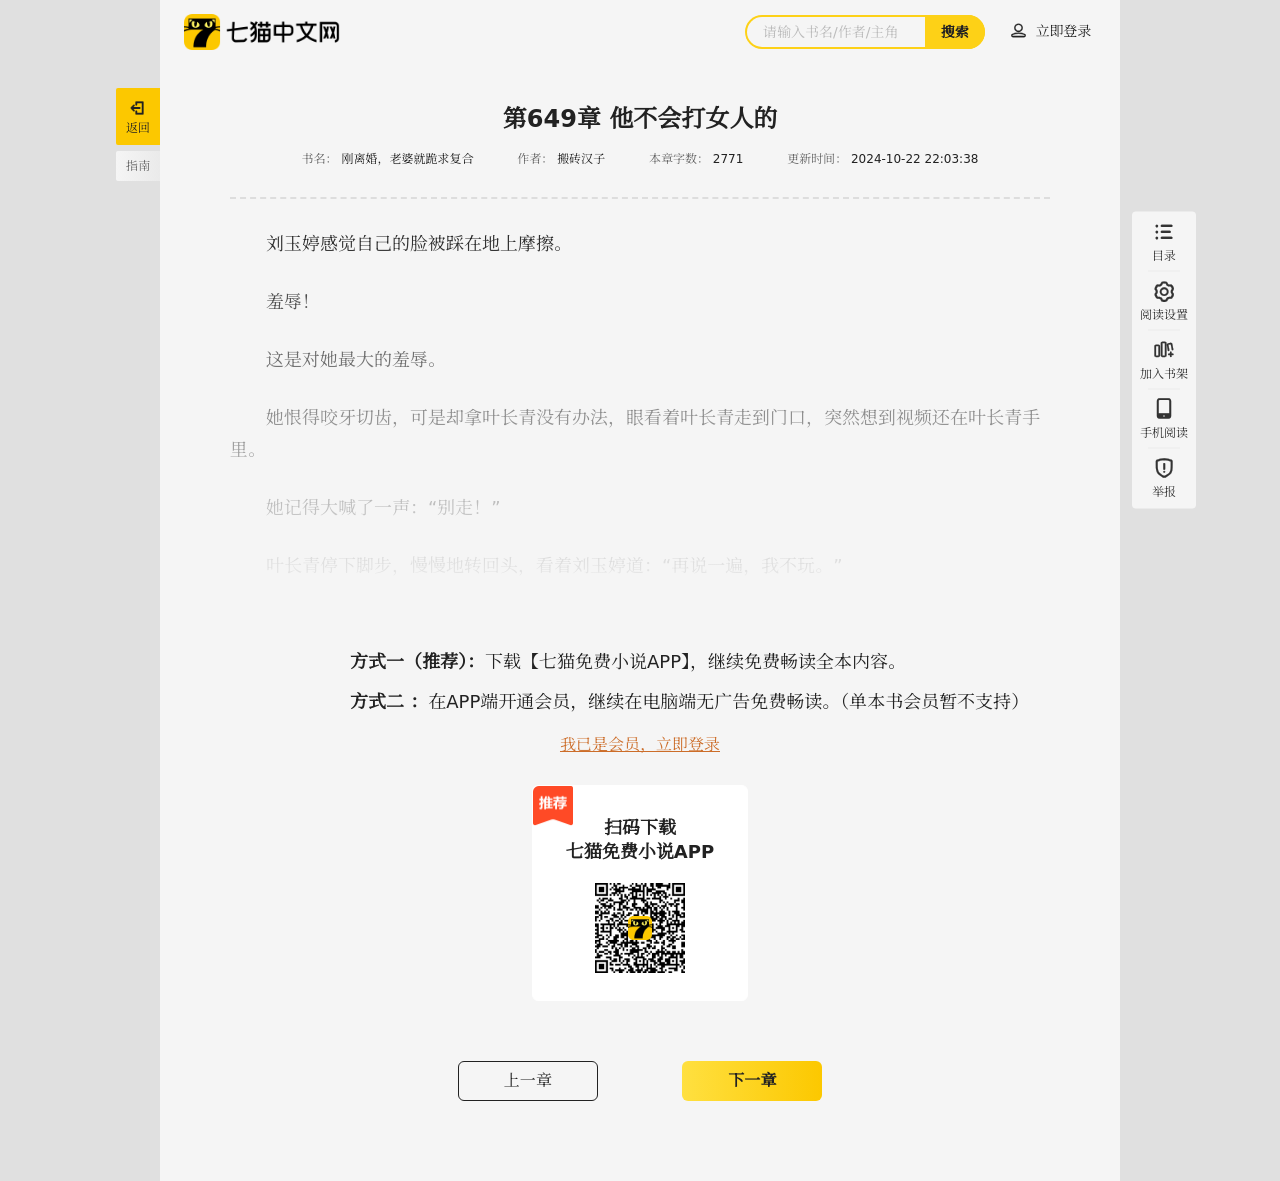 七猫中文网
请输入书名/作者/主角
搜索
立即登录
返回
指南
第649章 他不会打女人的
书名： 刚离婚，老婆就跪求复合 作者： 搬砖汉子 本章字数： 2771 更新时间： 2024-10-22 22:03:38
刘玉婷感觉自己的脸被踩在地上摩擦。
羞辱！
这是对她最大的羞辱。
她恨得咬牙切齿，可是却拿叶长青没有办法，眼看着叶长青走到门口，突然想到视频还在叶长青手
里。
她记得大喊了一声：“别走！”
叶长青停下脚步，慢慢地转回头，看着刘玉婷道：“再说一遍，我不玩。”
目录
阅读设置
加入书架
手机阅读
举报
方式一（推荐）： 下载【七猫免费小说APP】，继续免费畅读全本内容。
方式二 ： 在APP端开通会员，继续在电脑端无广告免费畅读。（单本书会员暂不支持）
我已是会员，立即登录
推荐
扫码下载
七猫免费小说APP
上一章
下一章